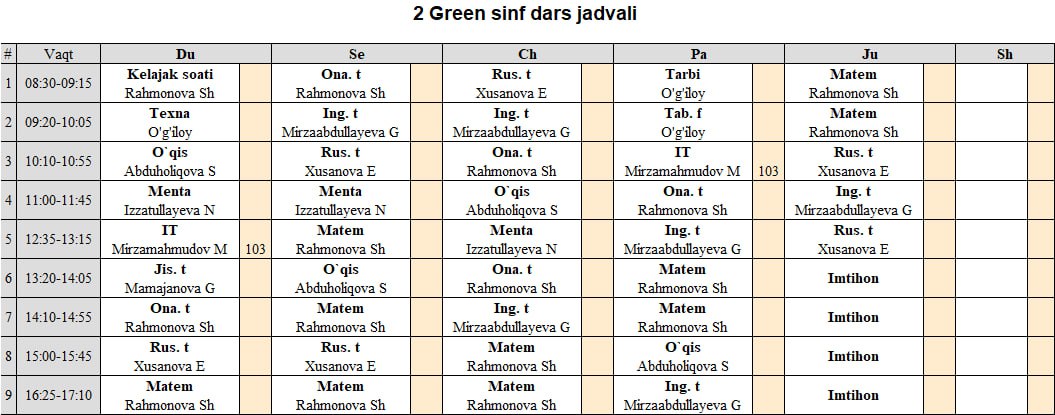 2 Green sinf dars jadvali
# Vaqt Du Se Ch Pa Ju Sh
1 08:30-09:15 Kelajak soati Ona. t Rus. t Tarbi Matem
Rahmonova Sh Rahmonova Sh Xusanova E O'g'iloy Rahmonova Sh
2 09:20-10:05 Texna Ing. t Ing. t Tab. f Matem
O'g'iloy Mirzaabdullayeva G Mirzaabdullayeva G O'g'iloy Rahmonova Sh
3 10:10-10:55 O`qis Rus. t Ona. t IT 103 Rus. t
Abduholiqova S Xusanova E Rahmonova Sh Mirzamahmudov M Xusanova E
4 11:00-11:45 Menta Menta O`qis Ona. t Ing. t
Izzatullayeva N Izzatullayeva N Abduholiqova S Rahmonova Sh Mirzaabdullayeva G
5 12:35-13:15 IT 103 Matem Menta Ing. t Rus. t
Mirzamahmudov M Rahmonova Sh Izzatullayeva N Mirzaabdullayeva G Xusanova E
6 13:20-14:05 Jis. t O`qis Ona. t Matem Imtihon
Mamajanova G Abduholiqova S Rahmonova Sh Rahmonova Sh
7 14:10-14:55 Ona. t Matem Ing. t Matem Imtihon
Rahmonova Sh Rahmonova Sh Mirzaabdullayeva G Rahmonova Sh
8 15:00-15:45 Rus. t Rus. t Matem O`qis Imtihon
Xusanova E Xusanova E Rahmonova Sh Abduholiqova S
9 16:25-17:10 Matem Matem Matem Ing. t Imtihon
Rahmonova Sh Rahmonova Sh Rahmonova Sh Mirzaabdullayeva G